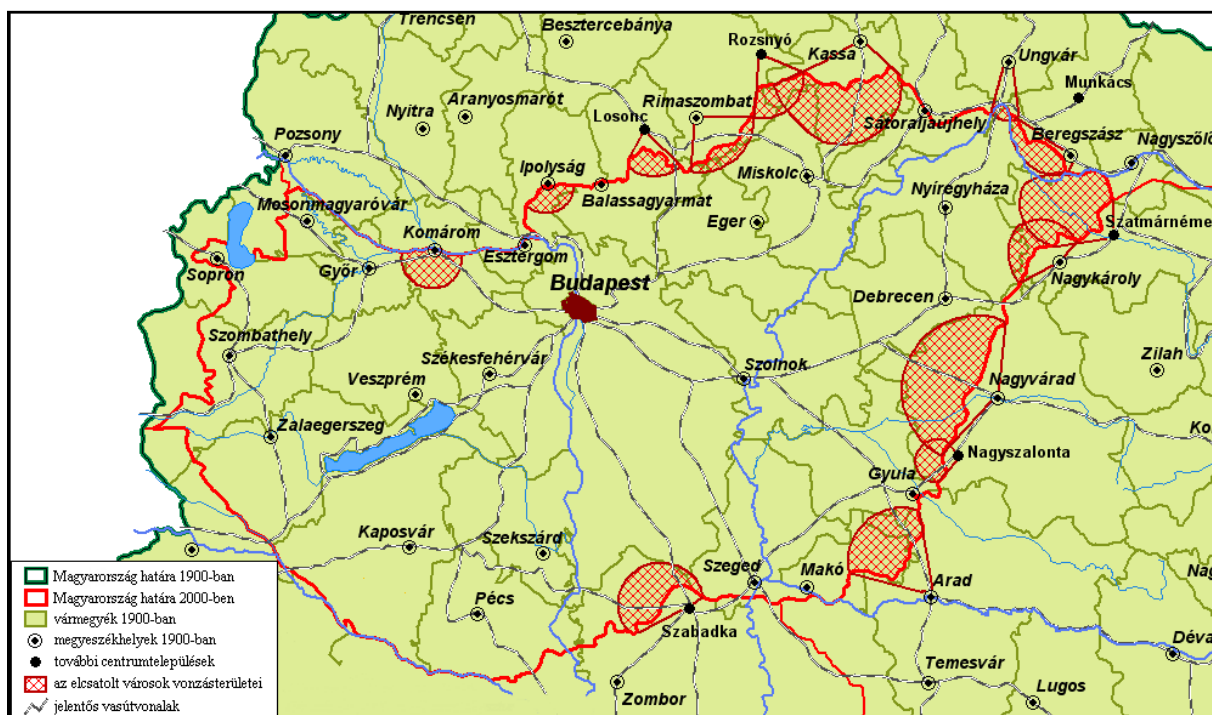 Trencsén
Besztercebánya
Rozsnyó
Kassa
Ungvár
Munkács
Nyitra
Aranyosmarót
Losonc
Rimaszombat
Sátoraljaújhely
Beregszász
Nagyszőlő
Pozsony
Ipolyság
Balassagyarmat
Miskolc
Nyíregyháza
Mosonmagyaróvár
Komárom
Esztergom
Eger
Szatmárnéme
Sopron
Győr
Budapest
Debrecen
Nagykároly
Szombathely
Székesfehérvár
Veszprém
Szolnok
Zilah
Nagyvárad
Zalaegerszeg
Ko
Nagyszalonta
Gyula
Kaposvár
Szekszárd
Szeged
Makó
Arad
Nag
Pécs
Szabadka
Déva
Zombor
Temesvár
Lugos
Magyarország határa 1900-ban
Magyarország határa 2000-ben
vármegyék 1900-ban
megyeszékhelyek 1900-ban
további centrumtelepülések
az elcsatolt városok vonzásterületei
jelentős vasútvonalak